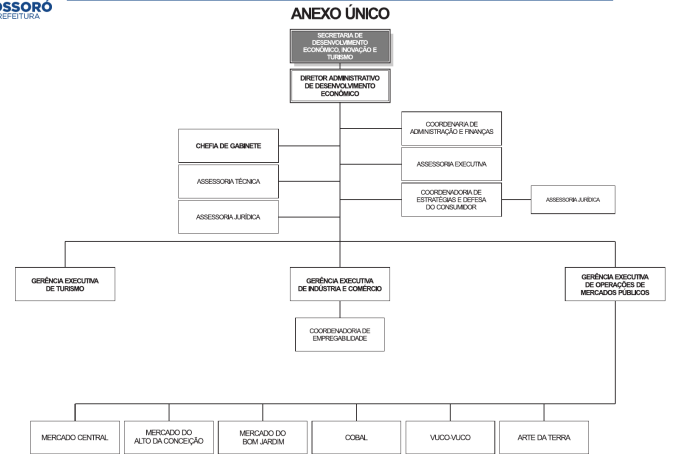 OSSORÓ
PREFEITURA
ANEXO ÚNICO
SECRETARIA DE
DESENVOLVIMENTO
ECONÔMICO, INOVAÇÃO E
TURISMO
DIRETOR ADMINISTRATIVO
DE DESENVOLVIMENTO
ECONÔMICO
COORDENARIA DE
ADMINISTRAÇÃO E FINANÇAS
CHEFIA DE GABINETE
ASSESSORIA EXECUTIVA
ASSESSORIA TÉCNICA
COORDENADORIA DE
ESTRATÉGIAS E DEFESA
DO CONSUMIDOR
ASSESSORIA JURÍDICA
ASSESSORIA JURÍDICA
GERÊNCIA EXECUTIVA
DE TURISMO
GERÊNCIA EXECUTIVA
DE INDÚSTRIA E COMÉRCIO
GERÊNCIA EXECUTIVA
DE OPERAÇÕES DE
MERCADOS PÚBLICOS
COORDENADORIA DE
EMPREGABILIDADE
MERCADO CENTRAL
MERCADO DO
ALTO DA CONCEIÇÃO
MERCADO DO
BOM JARDIM
COBAL
VUCO-VUCO
ARTE DA TERRA